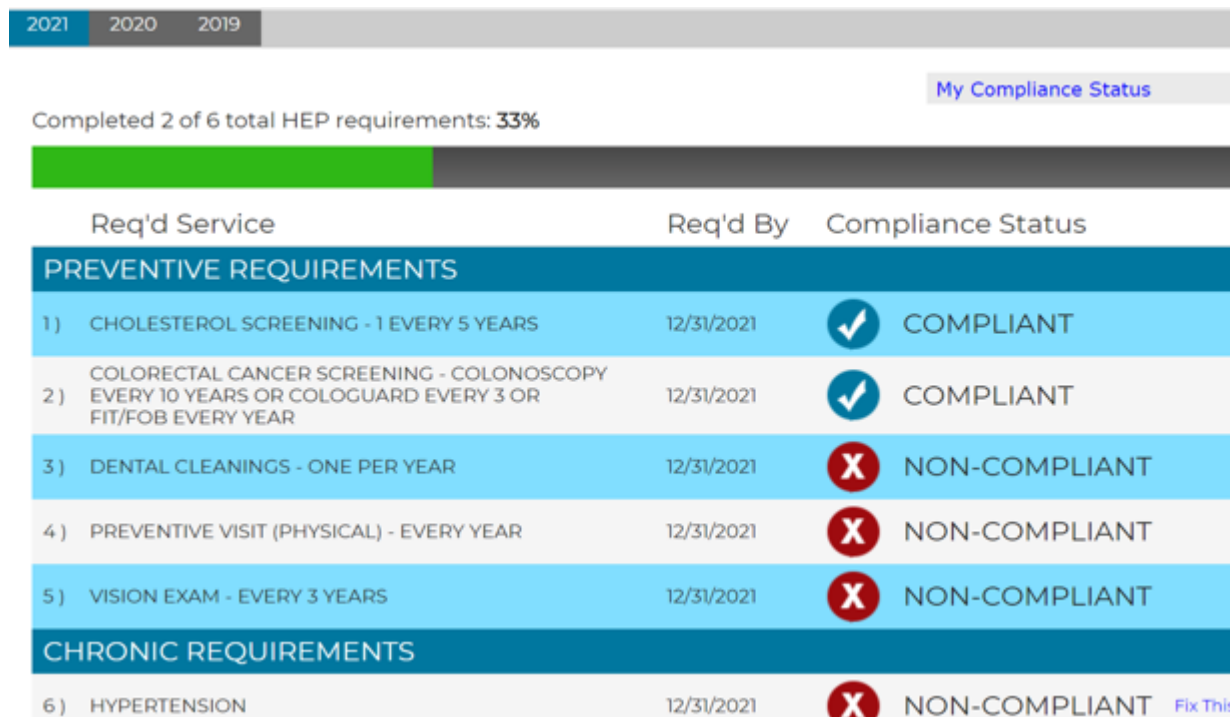 2021 2020 2019
My Compliance Status
Completed 2 of 6 total HEP requirements: 33%
Req'd Service Req'd By Compliance Status
PREVENTIVE REQUIREMENTS
1) CHOLESTEROL SCREENING - 1 EVERY 5 YEARS 12/31/2021 COMPLIANT
COLORECTAL CANCER SCREENING - COLONOSCOPY
2) EVERY 10 YEARS OR COLOGUARD EVERY 3 OR 12/31/2021 COMPLIANT
FIT/FOB EVERY YEAR
3) DENTAL CLEANINGS - ONE PER YEAR 12/31/2021 X NON-COMPLIANT
4) PREVENTIVE VISIT (PHYSICAL) - EVERY YEAR 12/31/2021 X NON-COMPLIANT
5) VISION EXAM - EVERY 3 YEARS 12/31/2021 X NON-COMPLIANT
CHRONIC REQUIREMENTS
6) HYPERTENSION 12/31/2021 X NON-COMPLIANT Fix